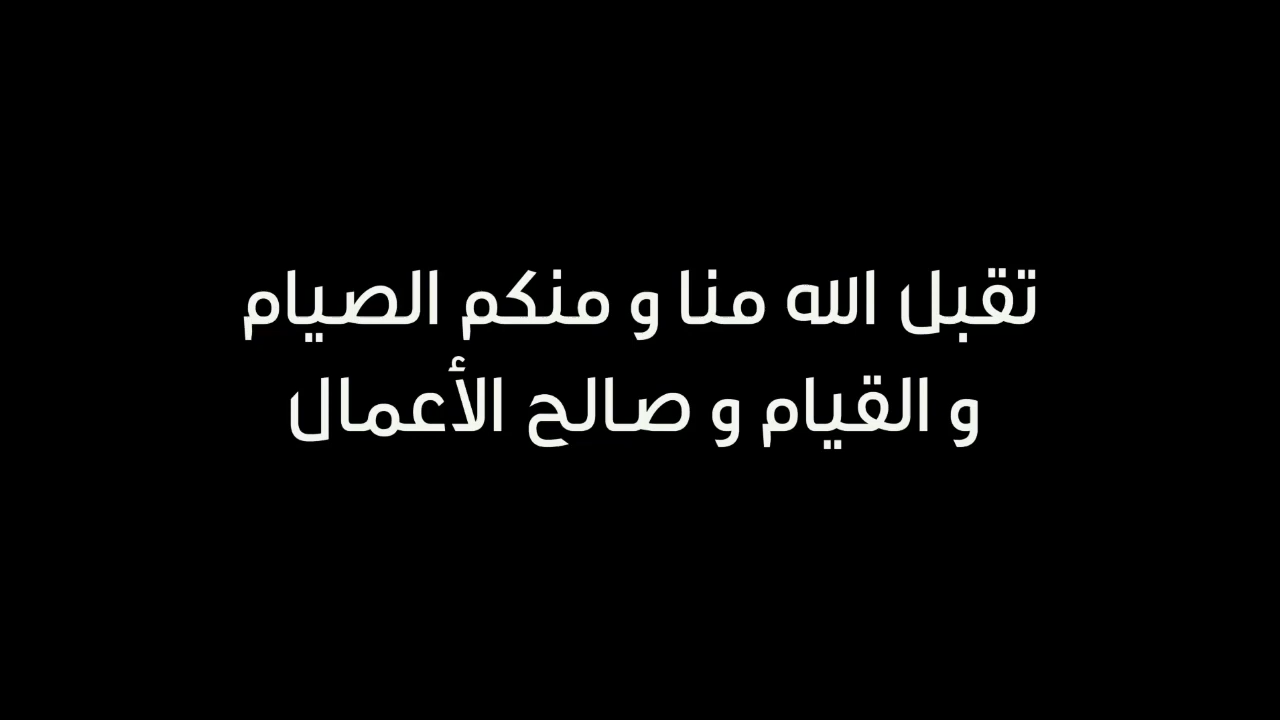 تقبل الله منا و منكم الصيام
و القيام و صالح الأعمال